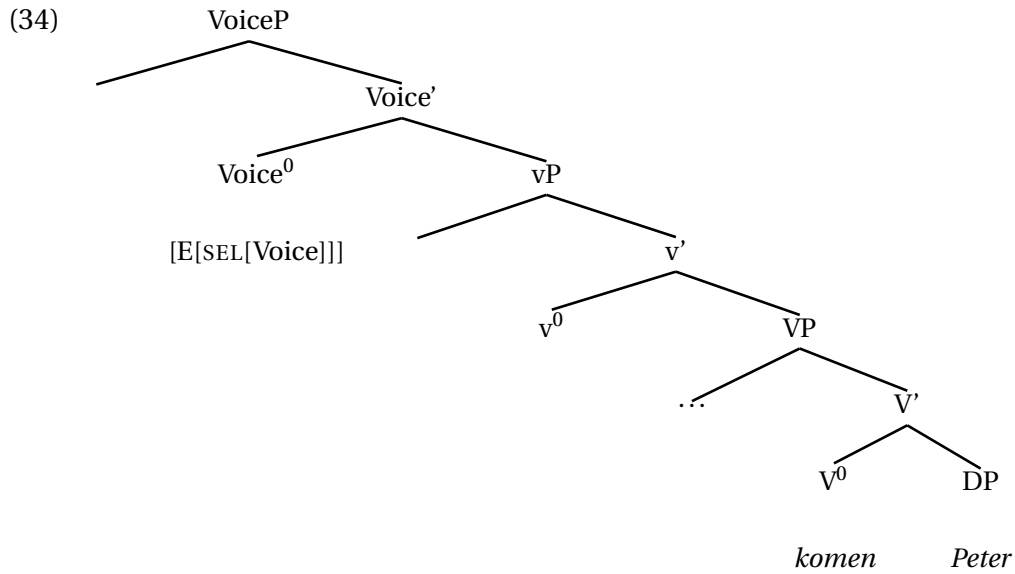 (34) VoiceP
Voice’
Voice⁰ vP
[E[SEL[Voice]]] v’
v⁰ VP
... V’
V⁰ DP
komen Peter